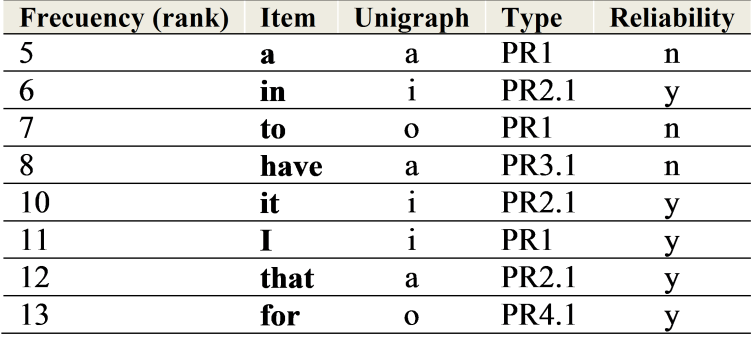 Frecuency (rank) Item Unigraph Type Reliability
5 a a PR1 n
6 in i PR2.1 y
7 to o PR1 n
8 have a PR3.1 n
10 it i PR2.1 y
11 I i PR1 y
12 that a PR2.1 y
13 for o PR4.1 y